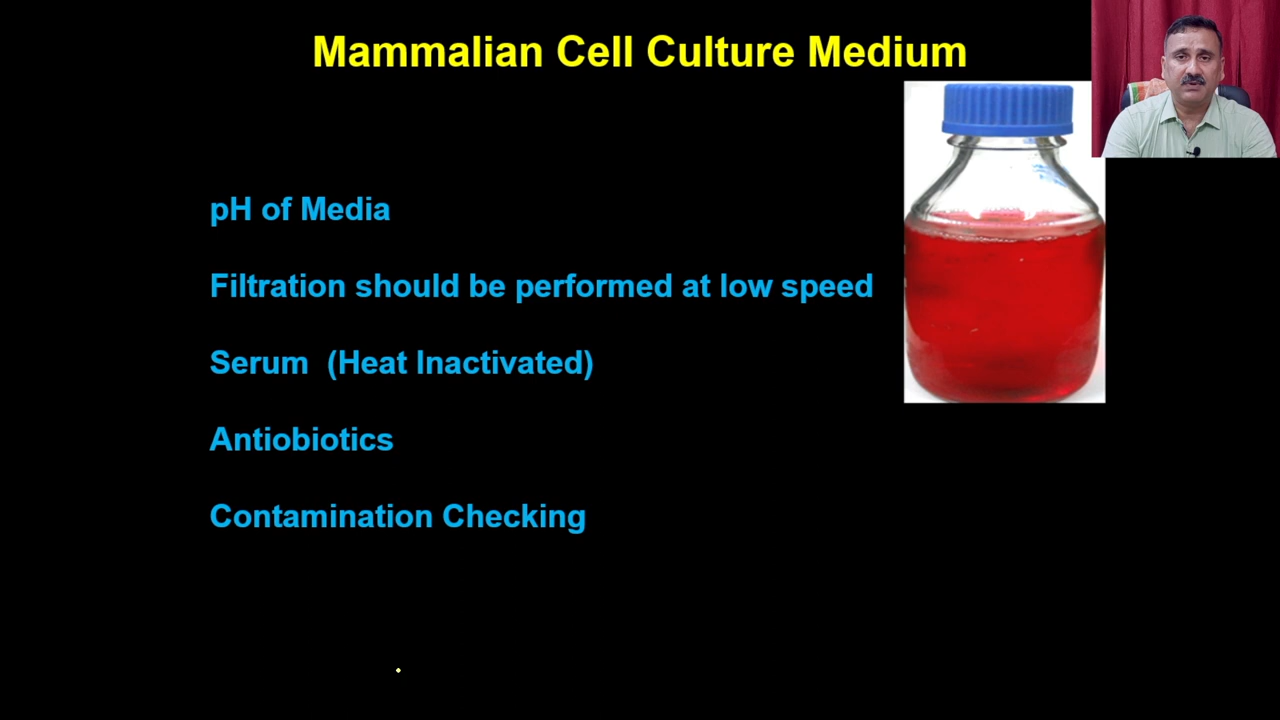 Mammalian Cell Culture Medium
pH of Media
Filtration should be performed at low speed
Serum (Heat Inactivated)
Antiobiotics
Contamination Checking